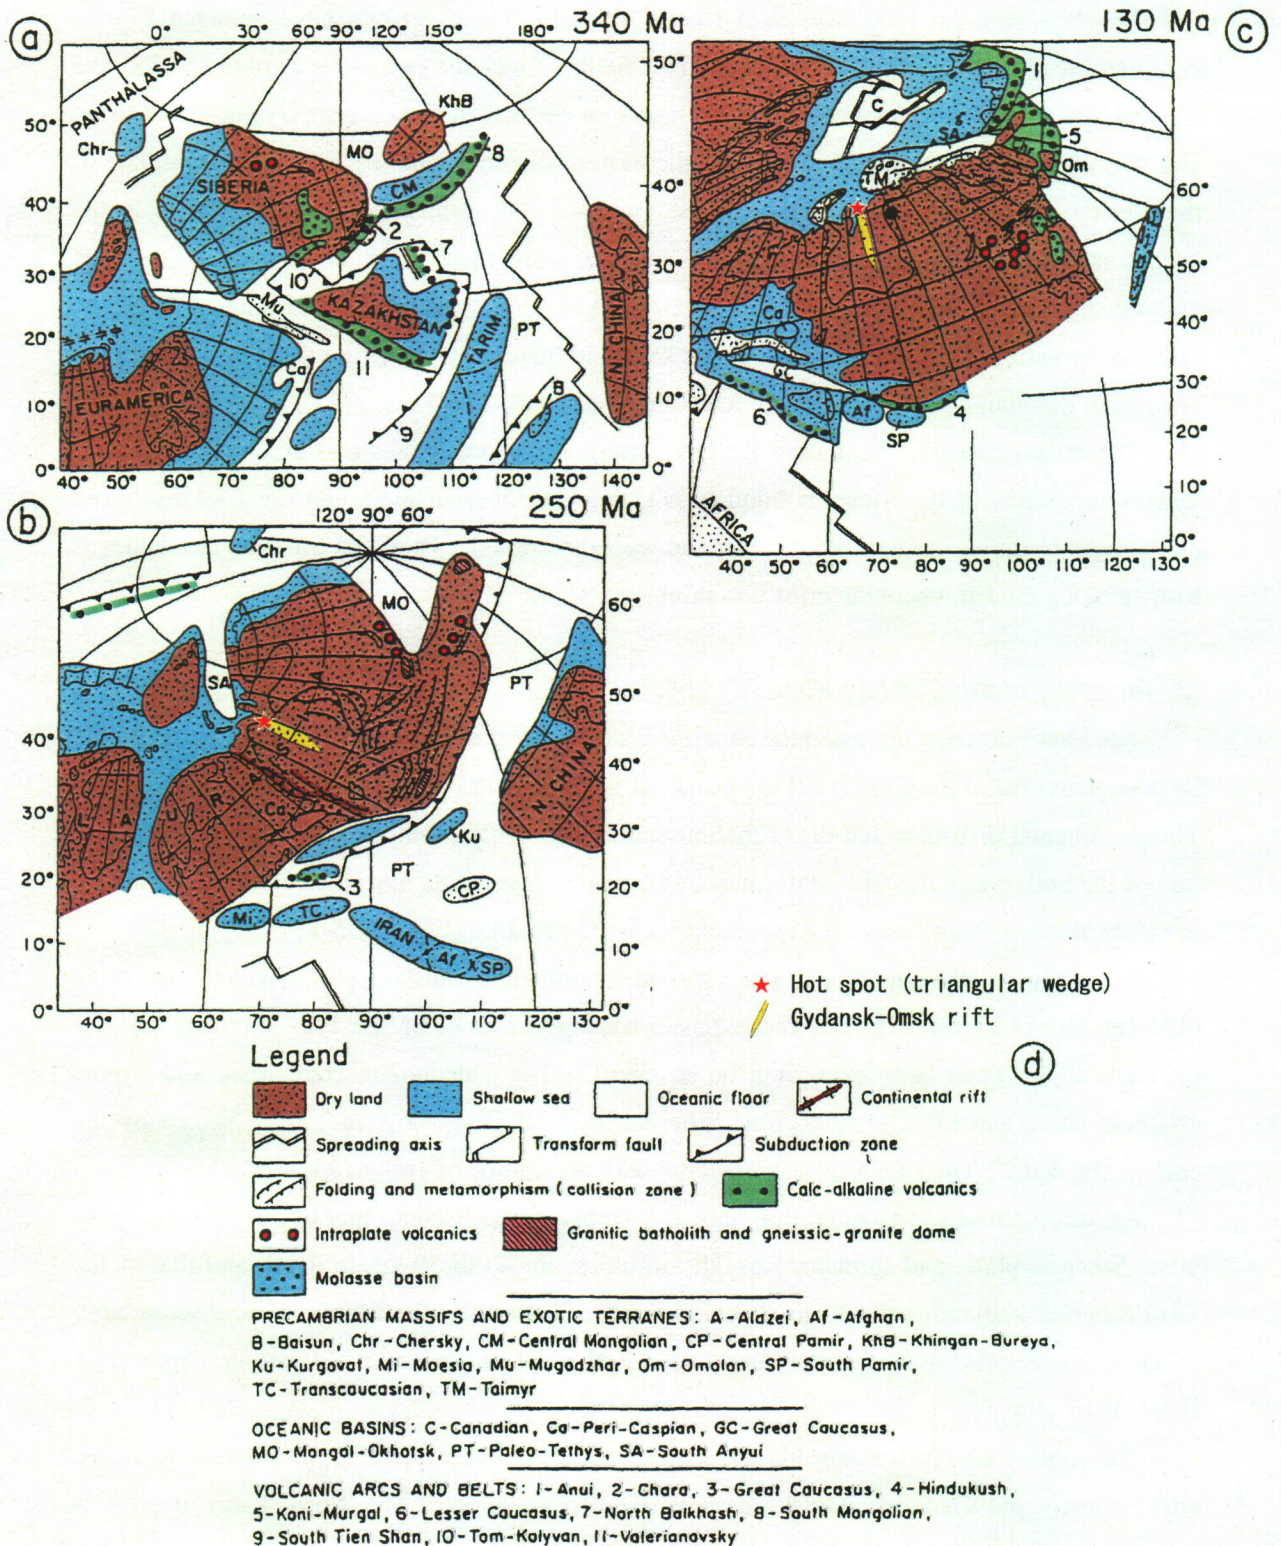 a
340 Ma
0° 30° 60° 90° 120° 150° 180°
PANTHALASSA
Chr
KhB
MO
8
50°
SIBERIA
CM
40°
2
7
30°
10
Mu
KAZAKHSTAN
20°
TARIM
PT
N CHINA
Ca
11
EURAMERICA
10°
8
9
0°
40° 50° 60° 70° 80° 90° 100° 110° 120° 130° 140°
50°
40°
30°
20°
10°
0°
130 Ma
c
1
C
SA
5
TM
Om
60°
50°
40°
Ca
30°
GC
6
Af
4
SP
20°
10°
AFRICA
0°
40° 50° 60° 70° 80° 90° 100° 110° 120° 130°
b
250 Ma
120° 90° 60°
Chr
MO
60°
SA
PT
50°
40°
40°
N CHINA
L A U R A S
Ca
30°
30°
Ku
PT
20°
3
CP
20°
Mi
TC
IRAN
Af
SP
10°
10°
0°
0°
40° 50° 60° 70° 80° 90° 100° 110° 120° 130°
Hot spot (triangular wedge)
Gydansk-Omsk rift
Legend
d
Dry land
Shallow sea
Oceanic floor
Continental rift
Spreading axis
Transform fault
Subduction zone
Folding and metamorphism (collision zone)
Calc-alkaline volcanics
Intraplate volcanics
Granitic batholith and gneissic-granite dome
Molasse basin
PRECAMBRIAN MASSIFS AND EXOTIC TERRANES: A-Alazei, Af-Afghan,
B-Baisun, Chr-Chersky, CM-Central Mongolian, CP-Central Pamir, KhB-Khingan-Bureya,
Ku-Kurgovat, Mi-Moesia, Mu-Mugodzhar, Om-Omolon, SP-South Pamir,
TC-Transcaucasian, TM-Taimyr
OCEANIC BASINS: C-Canadian, Ca-Peri-Caspian, GC-Great Caucasus,
MO-Mongol-Okhotsk, PT-Paleo-Tethys, SA-South Anyui
VOLCANIC ARCS AND BELTS: 1-Anui, 2-Chara, 3-Great Caucasus, 4-Hindukush,
5-Koni-Murgal, 6-Lesser Caucasus, 7-North Balkhash, 8-South Mongolian,
9-South Tien Shan, 10-Tom-Kolyvan, 11-Valerianovsky